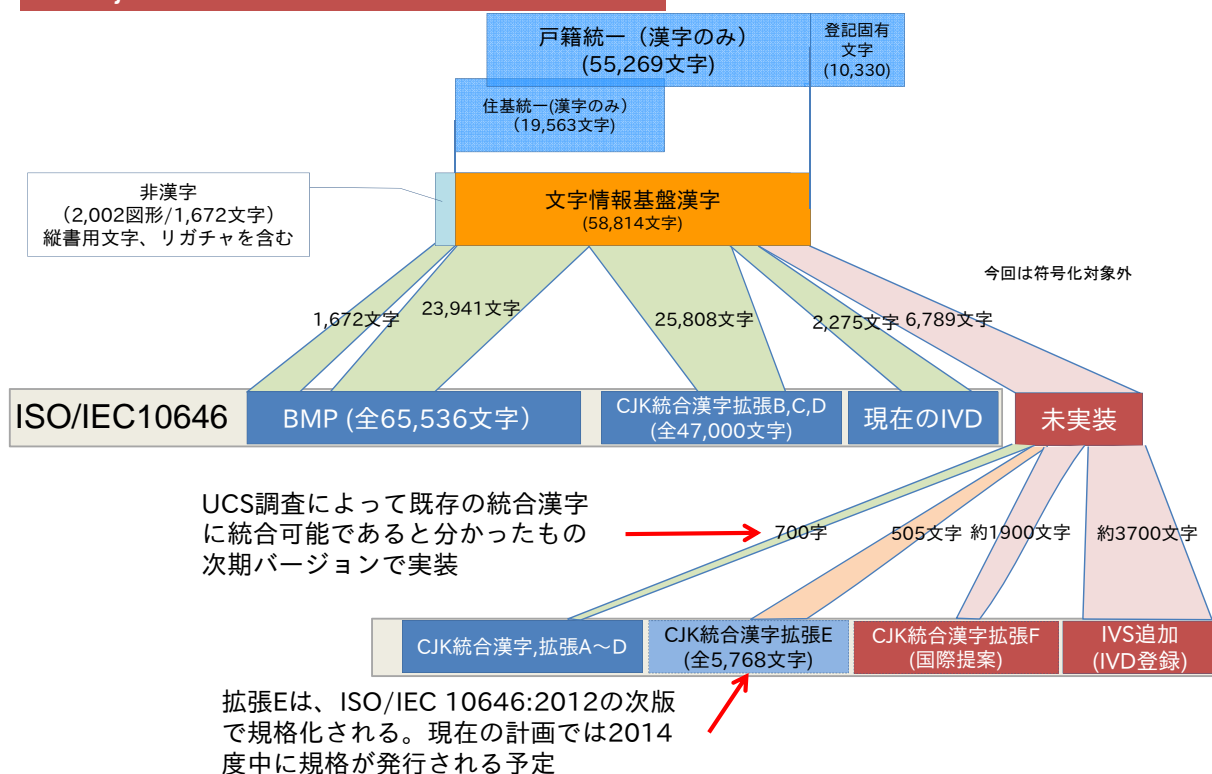 戸籍統一（漢字のみ）
(55,269文字)
登記固有
文字
(10,330)
住基統一(漢字のみ）
（19,563文字)
非漢字
（2,002図形/1,672文字）
縦書用文字、リガチャを含む
文字情報基盤漢字
(58,814文字)
今回は符号化対象外
1,672文字
23,941文字
25,808文字
2,275文字
6,789文字
ISO/IEC10646
BMP (全65,536文字）
CJK統合漢字拡張B,C,D
(全47,000文字)
現在のIVD
未実装
UCS調査によって既存の統合漢字
に統合可能であると分かったもの
次期バージョンで実装
700字
505文字
約1900文字
約3700文字
CJK統合漢字,拡張A～D
CJK統合漢字拡張E
(全5,768文字)
CJK統合漢字拡張F
(国際提案)
IVS追加
(IVD登録)
拡張Eは、ISO/IEC 10646:2012の次版
で規格化される。現在の計画では2014
度中に規格が発行される予定